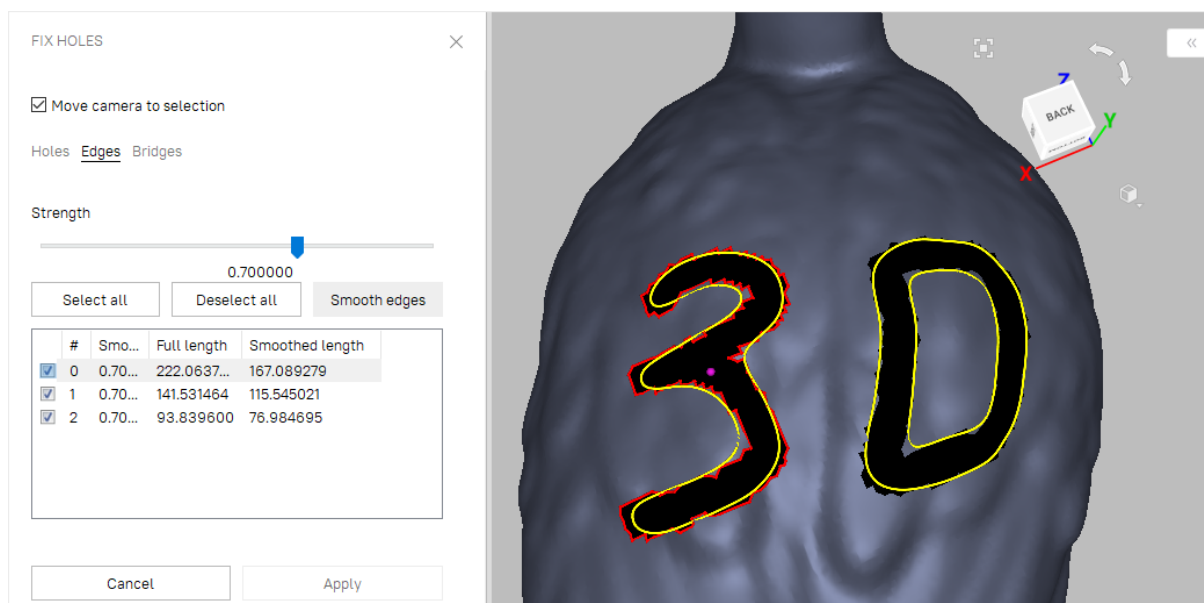 FIX HOLES
Move camera to selection
Holes Edges Bridges
Strength
0.700000
Select all Deselect all Smooth edges
# Smo... Full length Smoothed length
0 0.70... 222.0637... 167.089279
1 0.70... 141.531464 115.545021
2 0.70... 93.839600 76.984695
Cancel Apply
Z
BACK
Y
X
3D